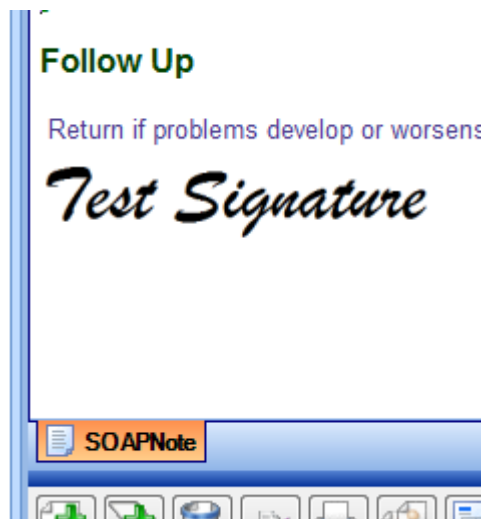 Follow Up
Return if problems develop or worsens
Test Signature
SOAPNote